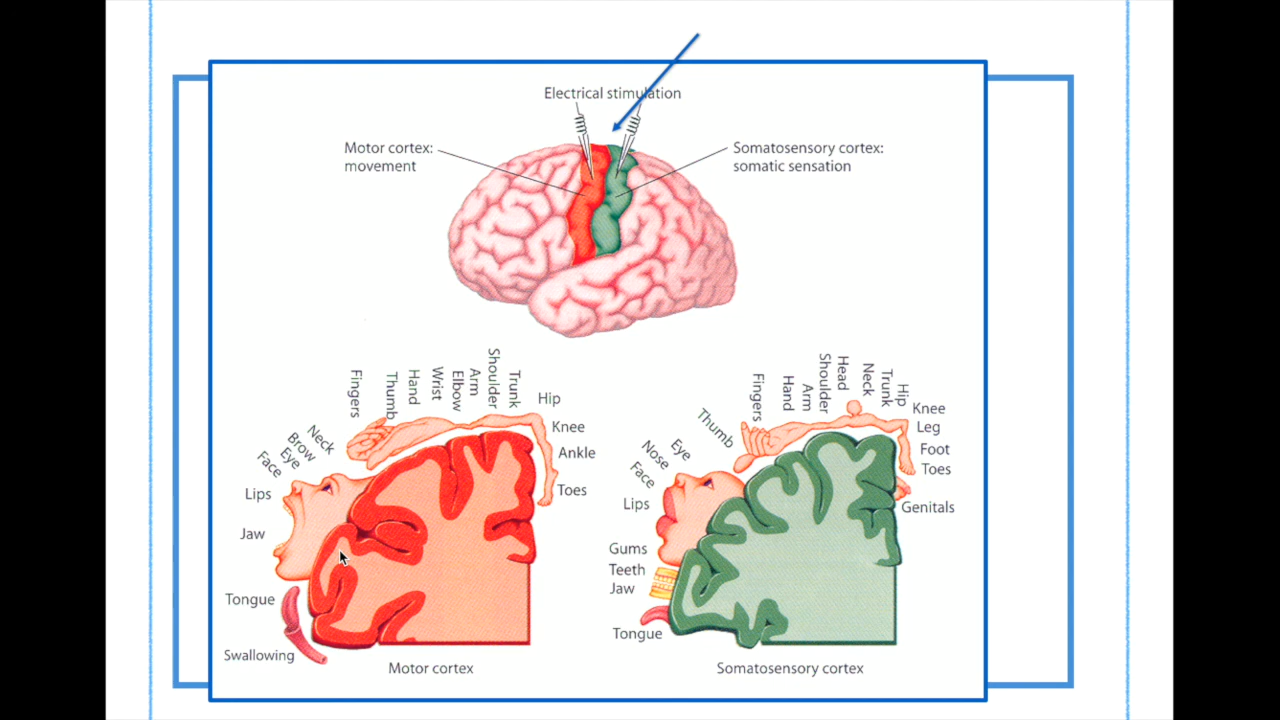 Electrical stimulation
Motor cortex:
movement
Somatosensory cortex:
somatic sensation
Fingers
Thumb
Hand
Wrist
Elbow
Arm
Shoulder
Trunk
Hip
Knee
Ankle
Toes
Neck
Brow
Eye
Face
Lips
Jaw
Tongue
Swallowing
Motor cortex
Fingers
Hand
Arm
Shoulder
Head
Neck
Trunk
Hip
Knee
Leg
Foot
Toes
Genitals
Thumb
Eye
Nose
Face
Lips
Gums
Teeth
Jaw
Tongue
Somatosensory cortex